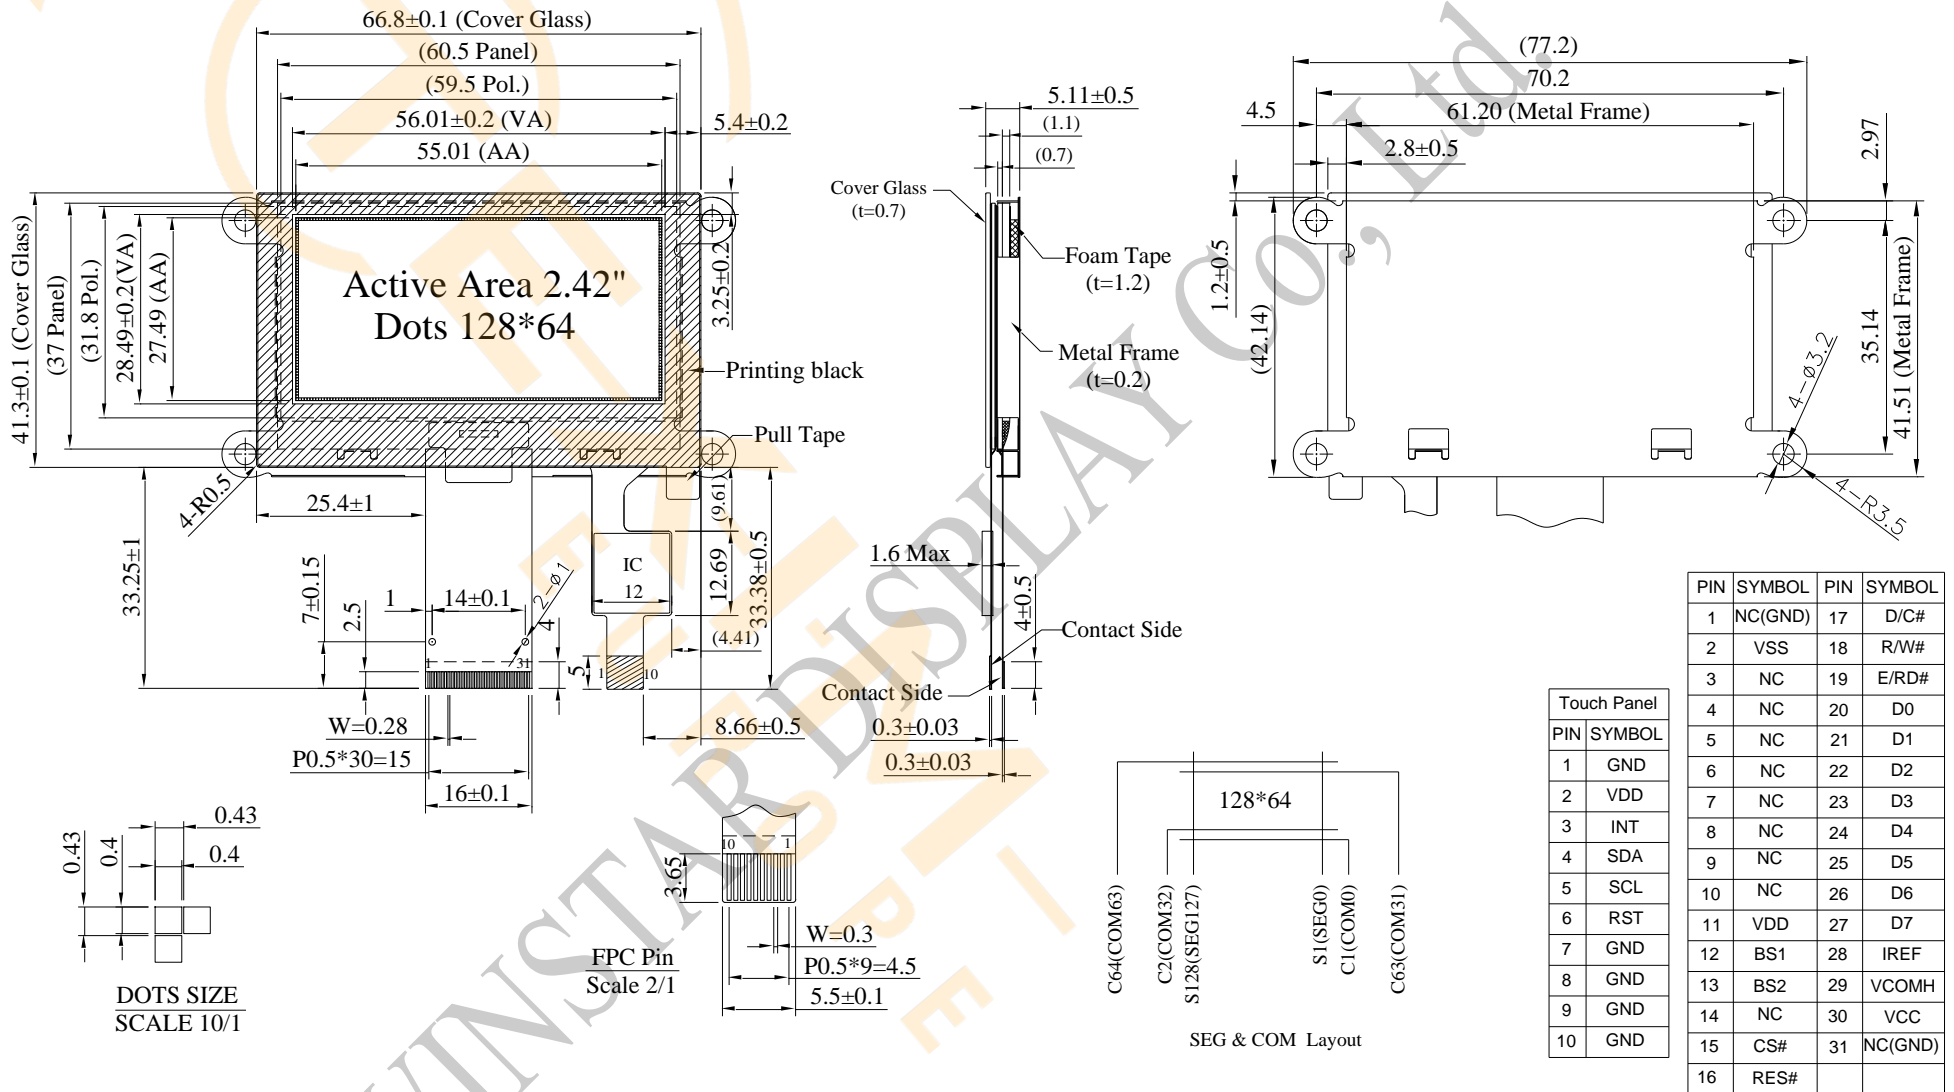 66.8±0.1 (Cover Glass)
(60.5 Panel)
(59.5 Pol.)
56.01±0.2 (VA)
5.4±0.2
55.01 (AA)
41.3±0.1 (Cover Glass)
(37 Panel)
(31.8 Pol.)
28.49±0.2(VA)
27.49 (AA)
Active Area 2.42"
Dots 128*64
3.25±0.2
Printing black
Pull Tape
4-R0.5
25.4±1
33.25±1
7±0.15
2.5
1
14±0.1
2-ø1
4
1
31
IC
12
(9.61)
12.69
33.38±0.5
(4.41)
5
1
10
W=0.28
P0.5*30=15
16±0.1
8.66±0.5
5.11±0.5
(1.1)
(0.7)
Cover Glass
(t=0.7)
Foam Tape
(t=1.2)
Metal Frame
(t=0.2)
1.6 Max
4±0.5
Contact Side
Contact Side
0.3±0.03
0.3±0.03
(77.2)
70.2
4.5
61.20 (Metal Frame)
2.8±0.5
2.97
1.2±0.5
(42.14)
35.14
41.51 (Metal Frame)
4-ø3.2
4-R3.5
0.43
0.4
0.43
0.4
DOTS SIZE
SCALE 10/1
10
1
3.65
W=0.3
P0.5*9=4.5
5.5±0.1
FPC Pin
Scale 2/1
128*64
C64(COM63)
C2(COM32)
S128(SEG127)
S1(SEG0)
C1(COM0)
C63(COM31)
SEG & COM Layout
Touch Panel
PIN SYMBOL
1 GND
2 VDD
3 INT
4 SDA
5 SCL
6 RST
7 GND
8 GND
9 GND
10 GND
PIN SYMBOL PIN SYMBOL
1 NC(GND) 17 D/C#
2 VSS 18 R/W#
3 NC 19 E/RD#
4 NC 20 D0
5 NC 21 D1
6 NC 22 D2
7 NC 23 D3
8 NC 24 D4
9 NC 25 D5
10 NC 26 D6
11 VDD 27 D7
12 BS1 28 IREF
13 BS2 29 VCOMH
14 NC 30 VCC
15 CS# 31 NC(GND)
16 RES#
WINSTAR DISPLAY Co., Ltd.